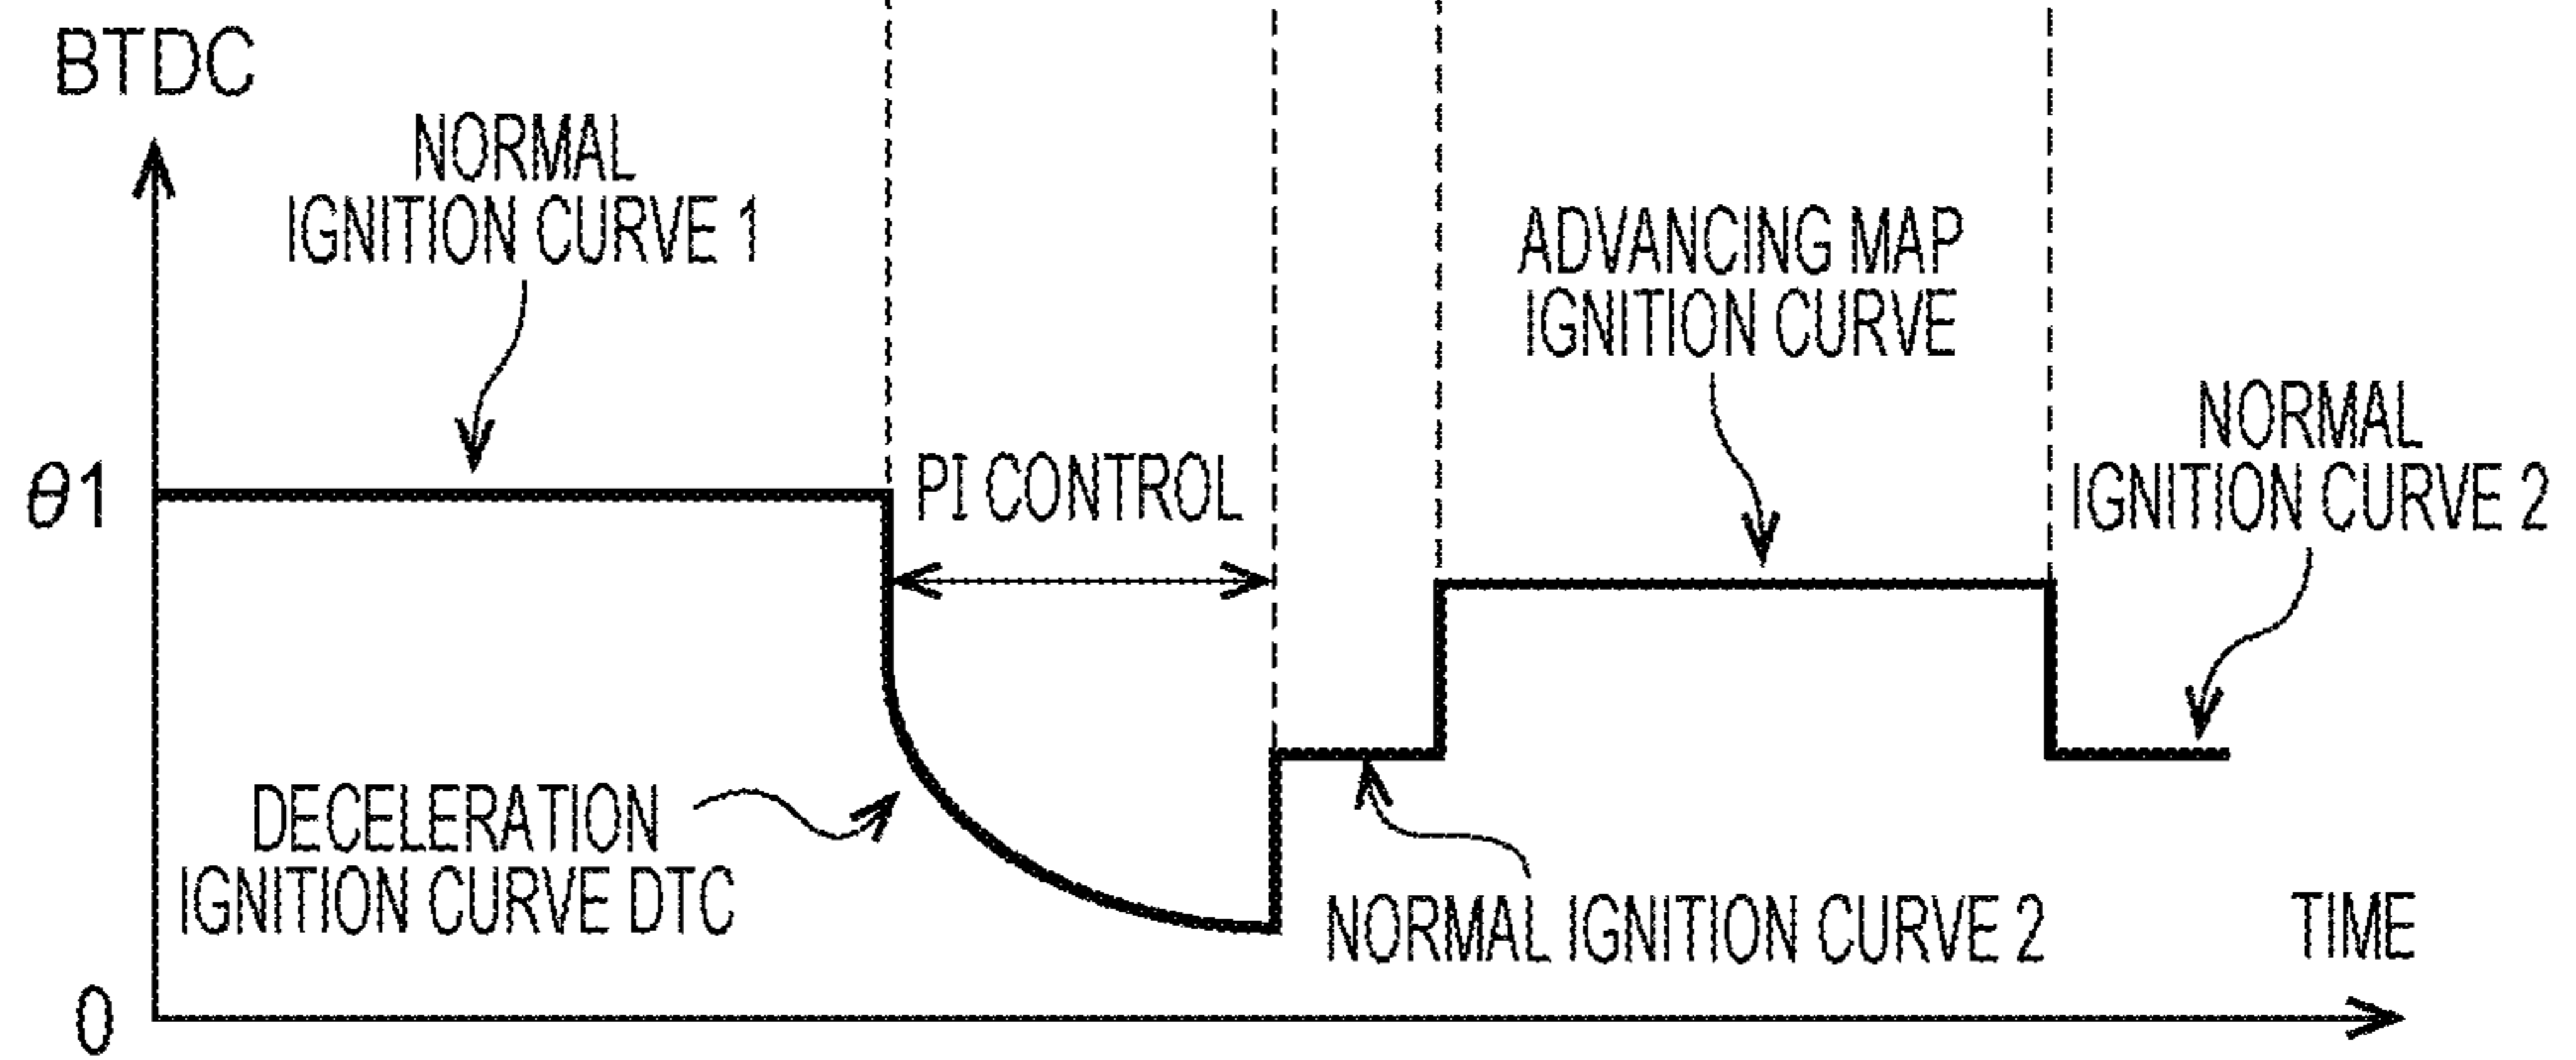 BTDC
NORMAL
IGNITION CURVE 1
ADVANCING MAP
IGNITION CURVE
NORMAL
IGNITION CURVE 2
θ1
PI CONTROL
DECELERATION
IGNITION CURVE DTC
NORMAL IGNITION CURVE 2
TIME
0